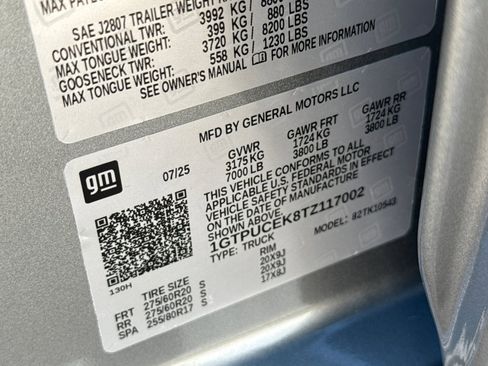 SAE J2807 TRAILER WEIGHT
CONVENTIONAL TWR: 3992 KG /
MAX TONGUE TWR: 399 KG / 880 LBS
GOOSENECK TWR: 3720 KG / 8200 LBS
MAX TONGUE TWR: 558 KG / 1230 LBS
SEE OWNER'S MANUAL FOR MORE INFORMATION
MFD BY GENERAL MOTORS LLC
gm
07/25
GVWR GAWR FRT GAWR RR
3175 KG 1724 KG 1724 KG
7000 LB 3800 LB 3800 LB
THIS VEHICLE CONFORMS TO ALL
APPLICABLE U.S. FEDERAL MOTOR
VEHICLE SAFETY STANDARDS IN
EFFECT ON THE DATE OF
MANUFACTURE SHOWN ABOVE.
1GTPUCEK8TZ117002
TYPE: TRUCK MODEL: 82TK10543
130H
TIRE SIZE RIM
FRT 275/60R20 S 20X9J
RR 275/60R20 S 20X9J
SPA 255/80R17 S 17X8J